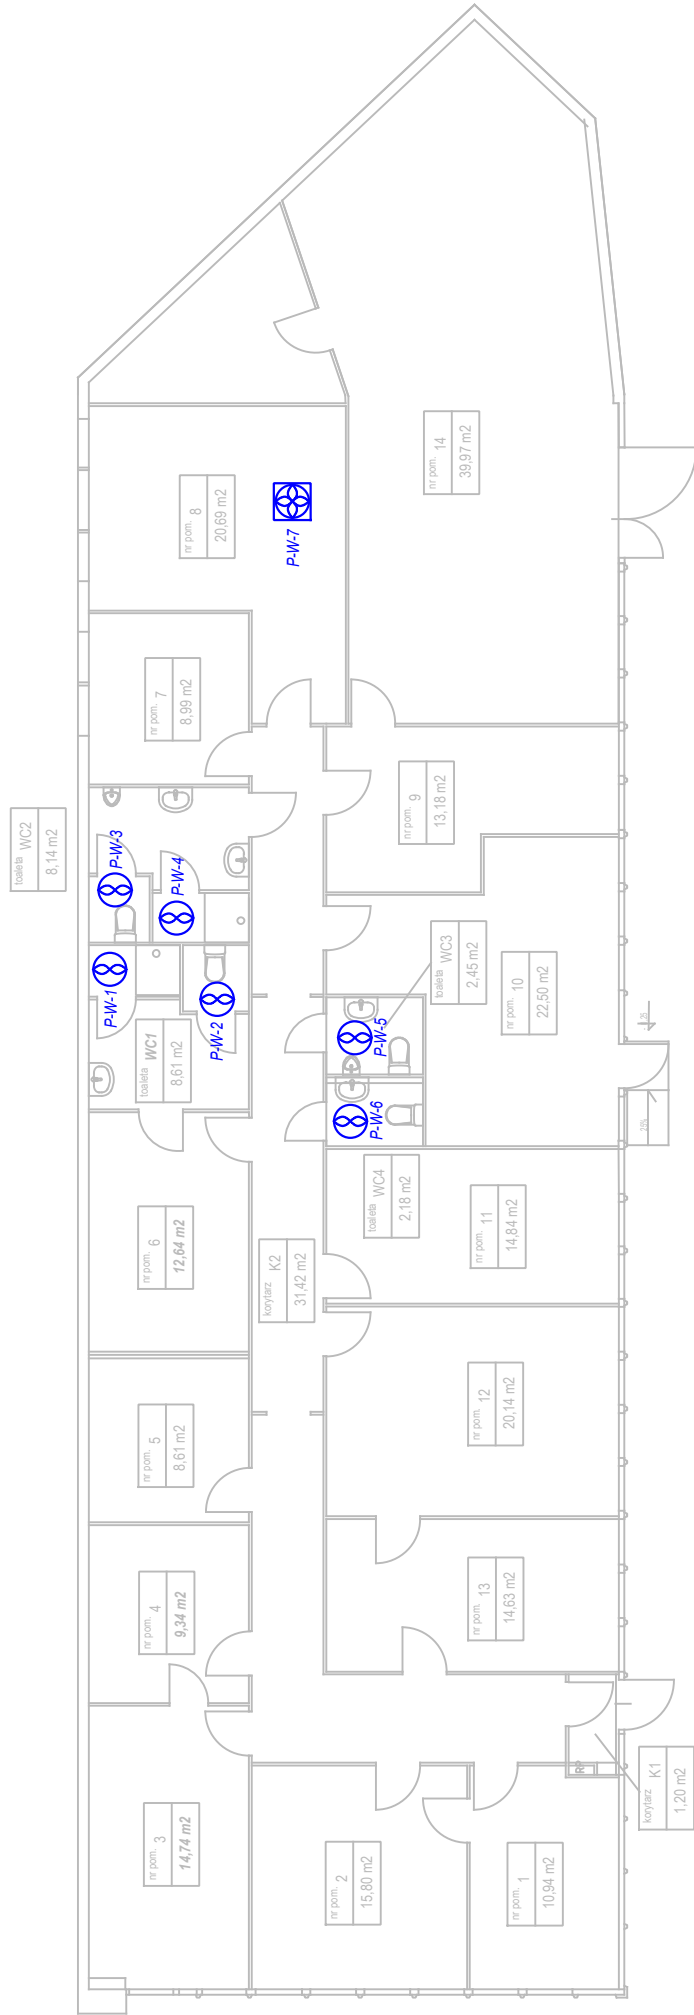 toaleta WC2
8,14 m2
nr pom. 8
20,69 m2
P-W-7
nr pom. 14
39,97 m2
nr pom. 7
8,99 m2
nr pom. 9
13,18 m2
P-W-3
P-W-4
P-W-1
P-W-2
toaleta WC1
8,61 m2
toaleta WC3
2,45 m2
nr pom. 10
22,50 m2
P-W-5
P-W-6
toaleta WC4
2,18 m2
nr pom. 6
12,64 m2
korytarz K2
31,42 m2
nr pom. 11
14,84 m2
nr pom. 5
8,61 m2
nr pom. 12
20,14 m2
nr pom. 4
9,34 m2
nr pom. 13
14,63 m2
nr pom. 3
14,74 m2
nr pom. 2
15,80 m2
nr pom. 1
10,94 m2
korytarz K1
1,20 m2